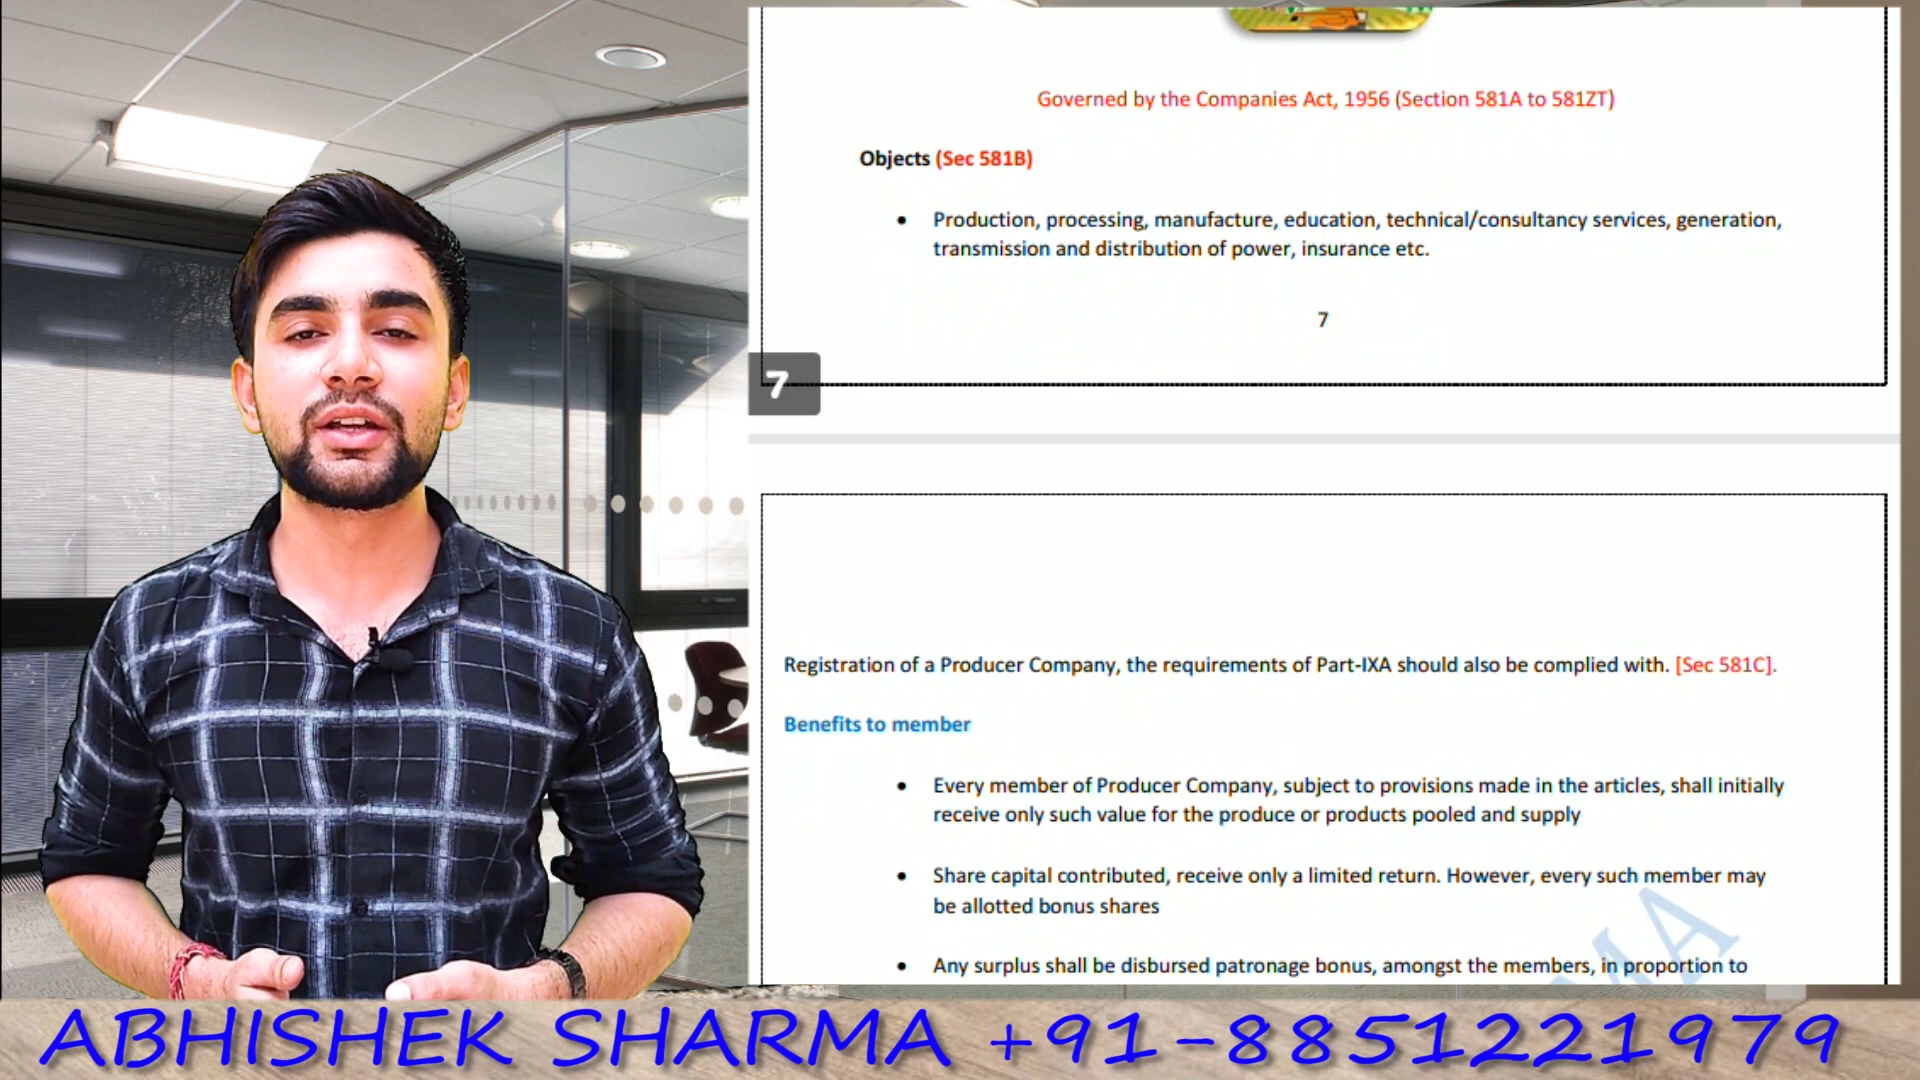 Governed by the Companies Act, 1956 (Section 581A to 581ZT)
Objects (Sec 581B)
• Production, processing, manufacture, education, technical/consultancy services, generation,
transmission and distribution of power, insurance etc.
7
7
Registration of a Producer Company, the requirements of Part-IXA should also be complied with. [Sec 581C].
Benefits to member
• Every member of Producer Company, subject to provisions made in the articles, shall initially
receive only such value for the produce or products pooled and supply
• Share capital contributed, receive only a limited return. However, every such member may
be allotted bonus shares
• Any surplus shall be disbursed patronage bonus, amongst the members, in proportion to
ABHISHEK SHARMA +91-8851221979